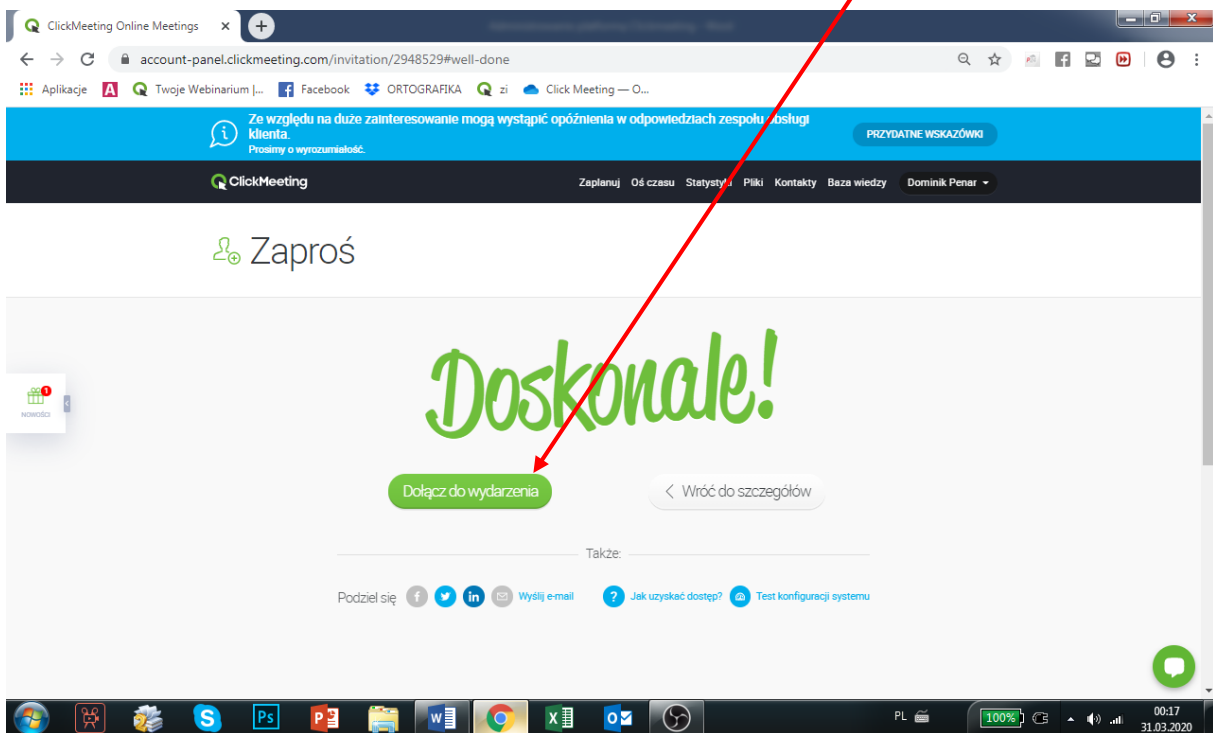 ClickMeeting Online Meetings
account-panel.clickmeeting.com/invitation/2948529#well-done
Aplikacje Twoje Webinarium |... Facebook ORTOGRAFIKA zi Click Meeting — O...
Ze względu na duże zainteresowanie mogą wystąpić opóźnienia w odpowiedziach zespołu obsługi
klienta.
Prosimy o wyrozumiałość.
PRZYDATNE WSKAZÓWKI
ClickMeeting
Zaplanuj Oś czasu Statystyki Pliki Kontakty Baza wiedzy Dominik Penar
Zaproś
Doskonale!
1
NOWOŚCI
Dołącz do wydarzenia
Wróć do szczegółów
Także:
Podziel się Wyślij e-mail Jak uzyskać dostęp? Test konfiguracji systemu
PL 100% 00:17
31.03.2020